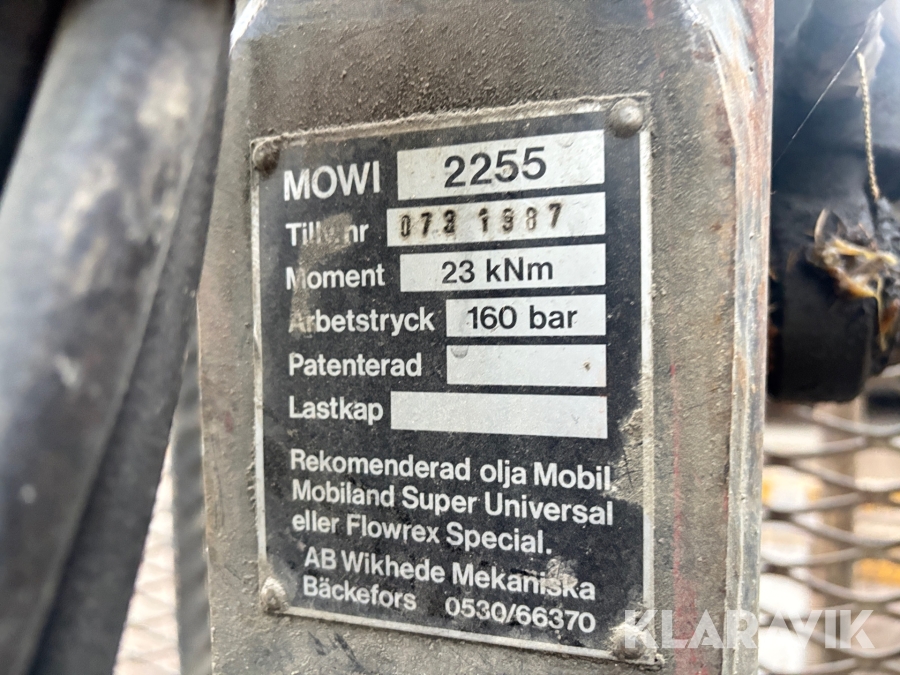 MOWI 2255
Tillv.nr 073 1987
Moment 23 kNm
Arbetstryck 160 bar
Patenterad
Lastkap
Rekomenderad olja Mobil.
Mobiland Super Universal
eller Flowrex Special.
AB Wikhede Mekaniska
Bäckefors 0530/66370
KLARAVIK